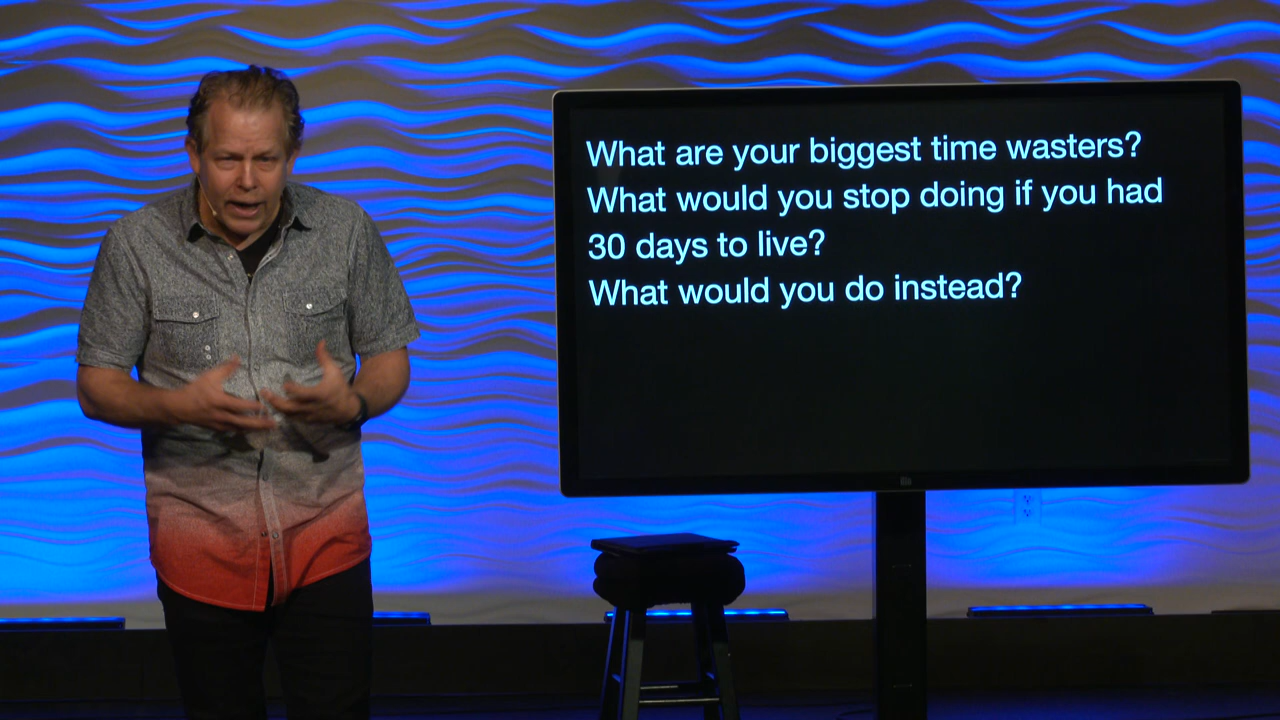 What are your biggest time wasters?
What would you stop doing if you had
30 days to live?
What would you do instead?